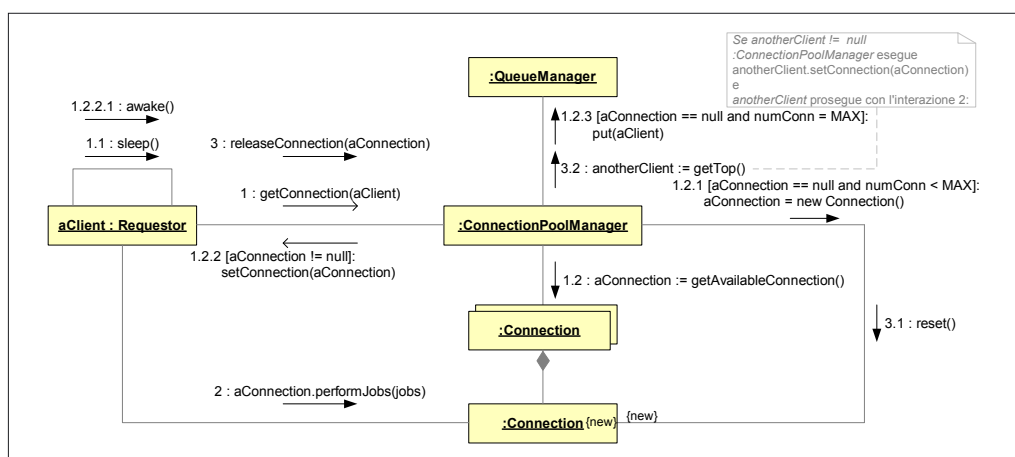 Se anotherClient != null
:ConnectionPoolManager esegue
anotherClient.setConnection(aConnection)
e
anotherClient prosegue con l'interazione 2:
:QueueManager
1.2.2.1 : awake()
1.2.3 [aConnection == null and numConn = MAX]:
put(aClient)
1.1 : sleep()
3 : releaseConnection(aConnection)
3.2 : anotherClient := getTop()
1.2.1 [aConnection == null and numConn < MAX]:
aConnection = new Connection()
1 : getConnection(aClient)
aClient : Requestor
:ConnectionPoolManager
1.2.2 [aConnection != null]:
setConnection(aConnection)
1.2 : aConnection := getAvailableConnection()
:Connection
3.1 : reset()
2 : aConnection.performJobs(jobs)
:Connection {new}
{new}